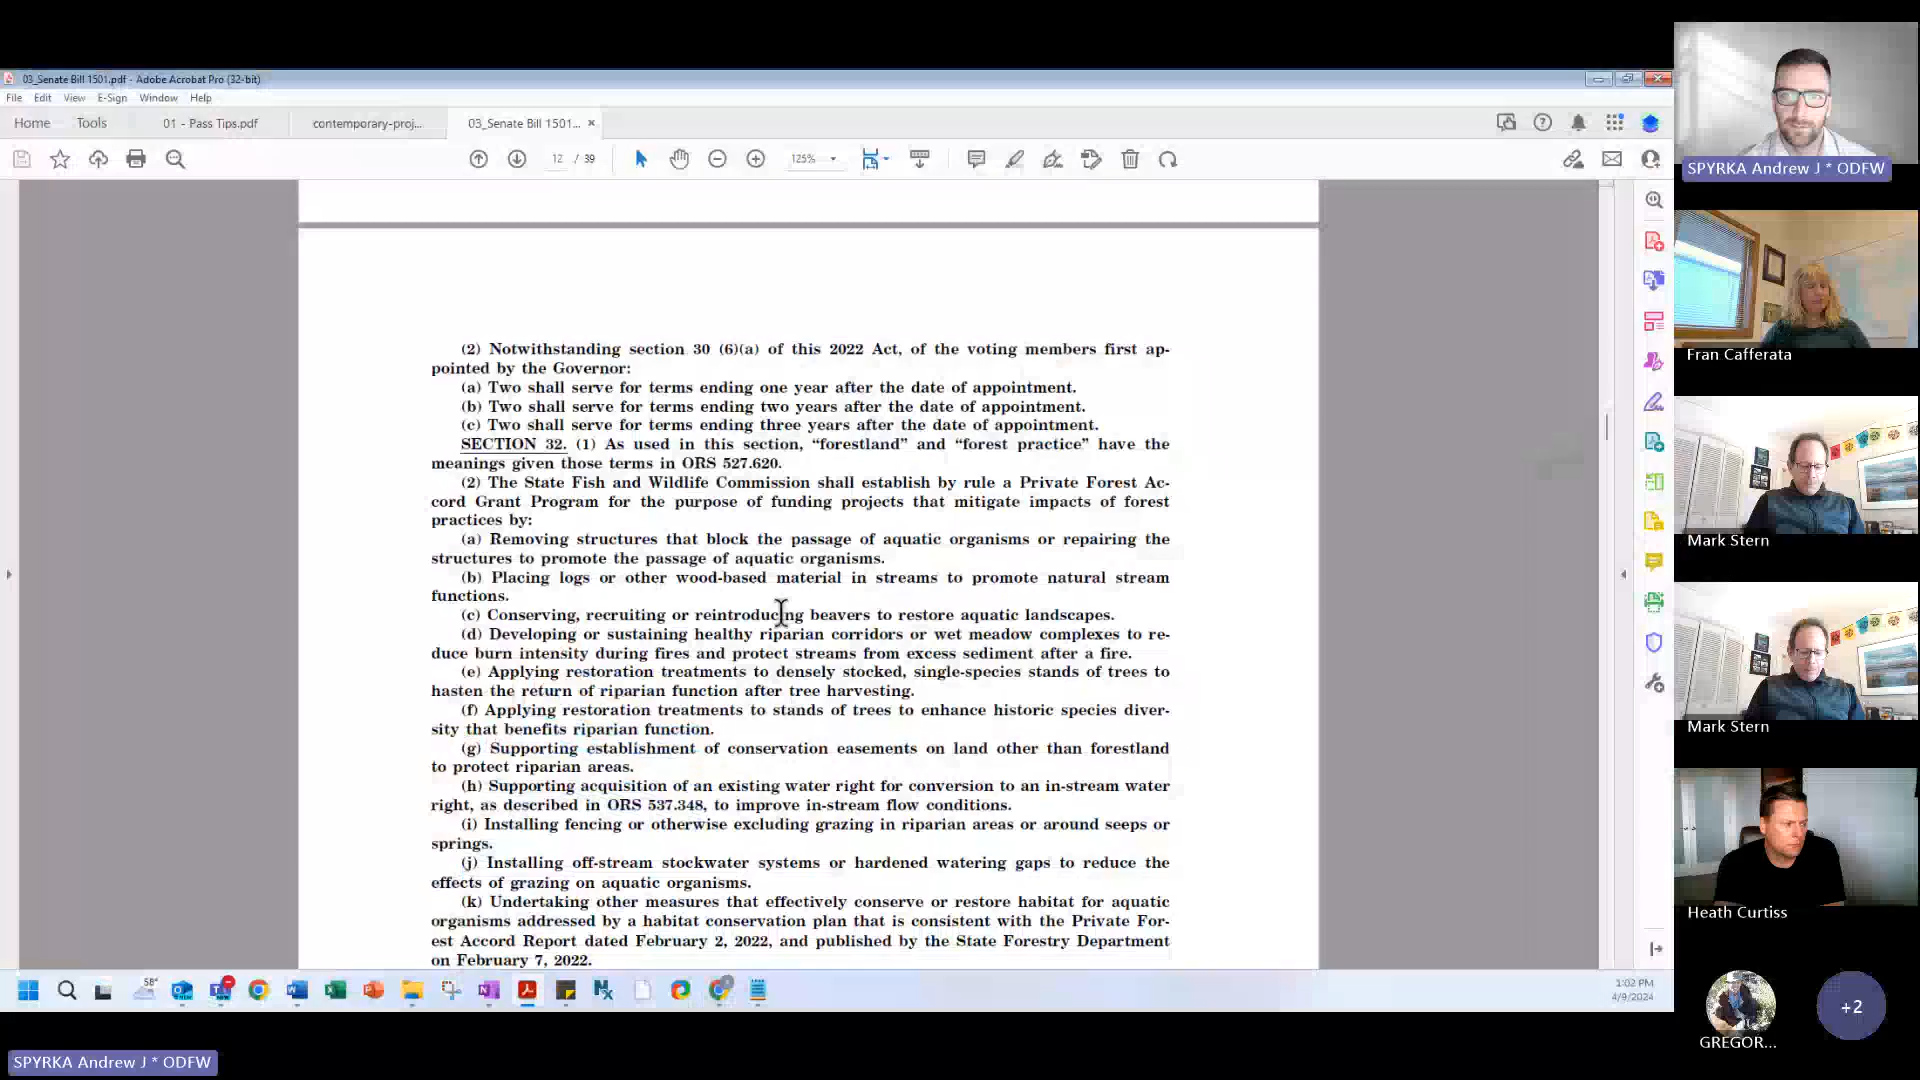 03_Senate Bill 1501.pdf - Adobe Acrobat Pro (32-bit)
File Edit View E-Sign Window Help
Home Tools 01 - Pass Tips.pdf contemporary-proj... 03_Senate Bill 1501... ×
12 / 39 125%
(2) Notwithstanding section 30 (6)(a) of this 2022 Act, of the voting members first ap-
pointed by the Governor:
(a) Two shall serve for terms ending one year after the date of appointment.
(b) Two shall serve for terms ending two years after the date of appointment.
(c) Two shall serve for terms ending three years after the date of appointment.
SECTION 32. (1) As used in this section, “forestland” and “forest practice” have the
meanings given those terms in ORS 527.620.
(2) The State Fish and Wildlife Commission shall establish by rule a Private Forest Ac-
cord Grant Program for the purpose of funding projects that mitigate impacts of forest
practices by:
(a) Removing structures that block the passage of aquatic organisms or repairing the
structures to promote the passage of aquatic organisms.
(b) Placing logs or other wood-based material in streams to promote natural stream
functions.
(c) Conserving, recruiting or reintroducing beavers to restore aquatic landscapes.
(d) Developing or sustaining healthy riparian corridors or wet meadow complexes to re-
duce burn intensity during fires and protect streams from excess sediment after a fire.
(e) Applying restoration treatments to densely stocked, single-species stands of trees to
hasten the return of riparian function after tree harvesting.
(f) Applying restoration treatments to stands of trees to enhance historic species diver-
sity that benefits riparian function.
(g) Supporting establishment of conservation easements on land other than forestland
to protect riparian areas.
(h) Supporting acquisition of an existing water right for conversion to an in-stream water
right, as described in ORS 537.348, to improve in-stream flow conditions.
(i) Installing fencing or otherwise excluding grazing in riparian areas or around seeps or
springs.
(j) Installing off-stream stockwater systems or hardened watering gaps to reduce the
effects of grazing on aquatic organisms.
(k) Undertaking other measures that effectively conserve or restore habitat for aquatic
organisms addressed by a habitat conservation plan that is consistent with the Private For-
est Accord Report dated February 2, 2022, and published by the State Forestry Department
on February 7, 2022.
58°
1:02 PM
4/9/2024
SPYRKA Andrew J * ODFW
SPYRKA Andrew J * ODFW
Fran Cafferata
Mark Stern
Mark Stern
Heath Curtiss
GREGOR...
+2